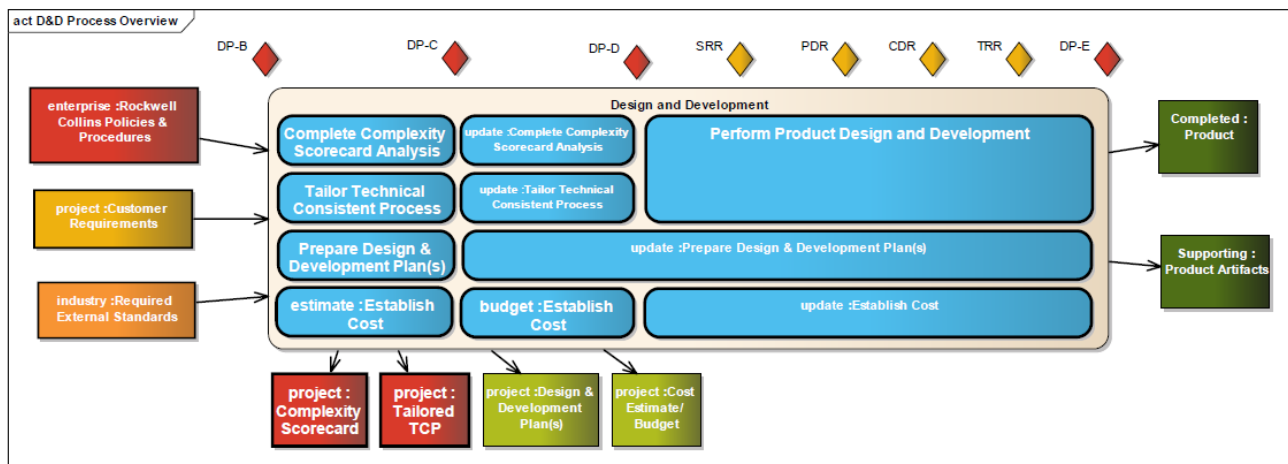 act D&D Process Overview
DP-B
DP-C
DP-D
SRR
PDR
CDR
TRR
DP-E
enterprise :Rockwell
Collins Policies &
Procedures
project :Customer
Requirements
industry :Required
External Standards
Design and Development
Complete Complexity
Scorecard Analysis
update :Complete Complexity
Scorecard Analysis
Perform Product Design and Development
Tailor Technical
Consistent Process
update :Tailor Technical
Consistent Process
Prepare Design &
Development Plan(s)
update :Prepare Design & Development Plan(s)
estimate :Establish
Cost
budget :Establish
Cost
update :Establish Cost
Completed :
Product
Supporting :
Product Artifacts
project :
Complexity
Scorecard
project :
Tailored
TCP
project :Design &
Development
Plan(s)
project :Cost
Estimate/
Budget